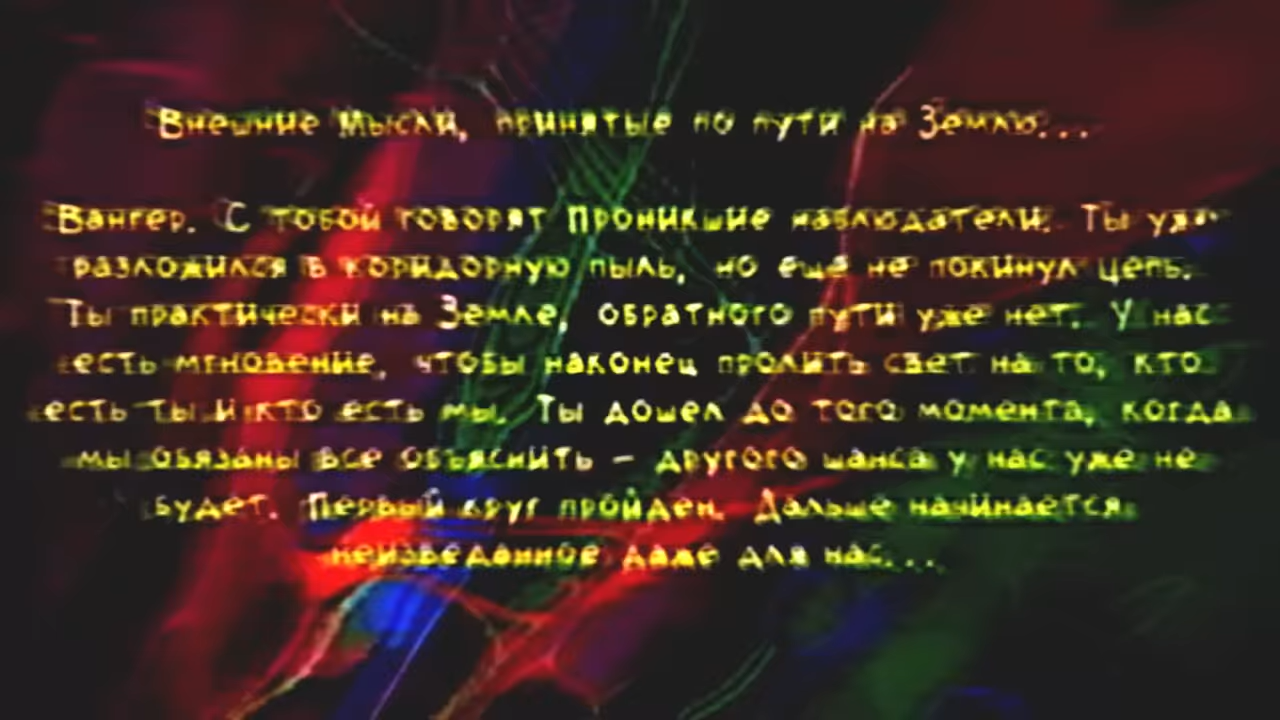 Внешние Мысли, принятые по пути на Землю...
Вангер. С тобой говорят Проникшие наблюдатели. Ты уже
разложился в коридорную пыль, но еще не покинул цепь.
Ты практически на Земле, обратного пути уже нет. У нас
есть мгновение, чтобы наконец пролить свет на то, кто
есть ты и кто есть мы. Ты дошел до того момента, когда
мы обязаны все объяснить - другого шанса у нас уже не
будет. Первый круг пройден. Дальше начинается
неизведанное даже для нас...